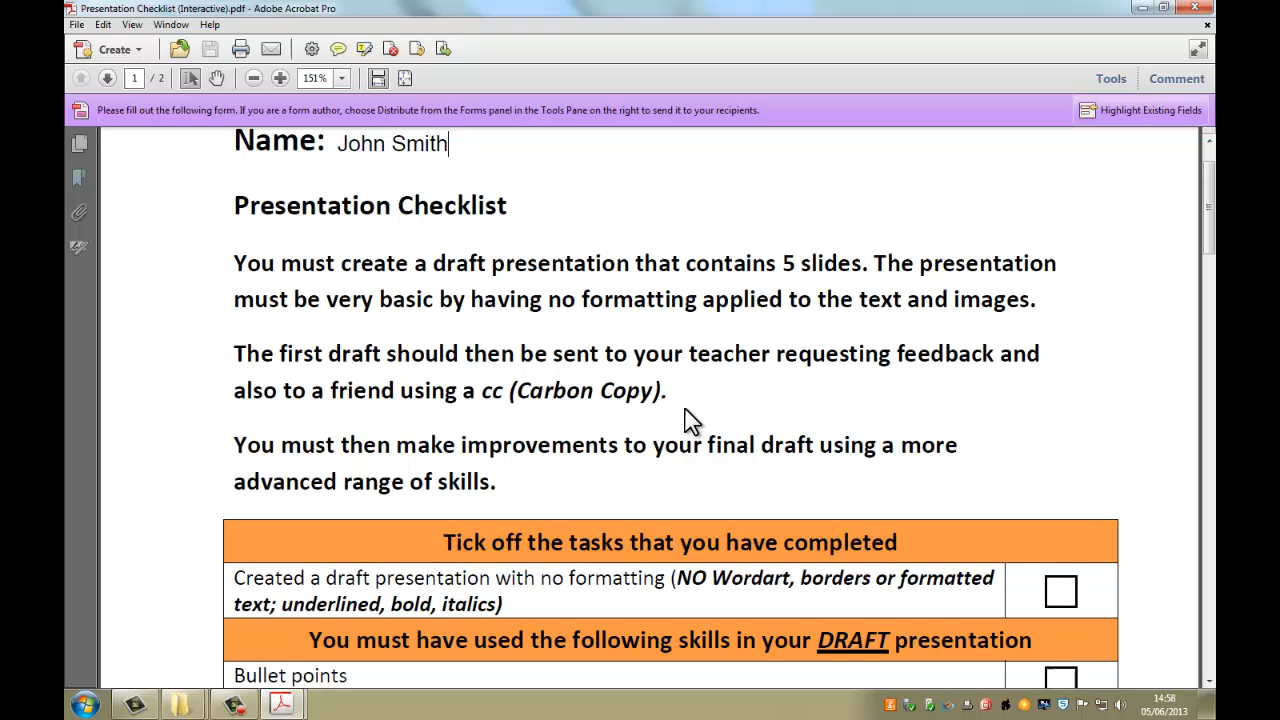 Presentation Checklist (Interactive).pdf - Adobe Acrobat Pro
File Edit View Window Help
Create
1 / 2 151% Tools Comment
Please fill out the following form. If you are a form author, choose Distribute from the Forms panel in the Tools Pane on the right to send it to your recipients. Highlight Existing Fields
Name: John Smith
Presentation Checklist
You must create a draft presentation that contains 5 slides. The presentation
must be very basic by having no formatting applied to the text and images.
The first draft should then be sent to your teacher requesting feedback and
also to a friend using a cc (Carbon Copy).
You must then make improvements to your final draft using a more
advanced range of skills.
Tick off the tasks that you have completed
Created a draft presentation with no formatting (NO Wordart, borders or formatted
text; underlined, bold, italics)
You must have used the following skills in your DRAFT presentation
Bullet points
14:58
05/06/2013